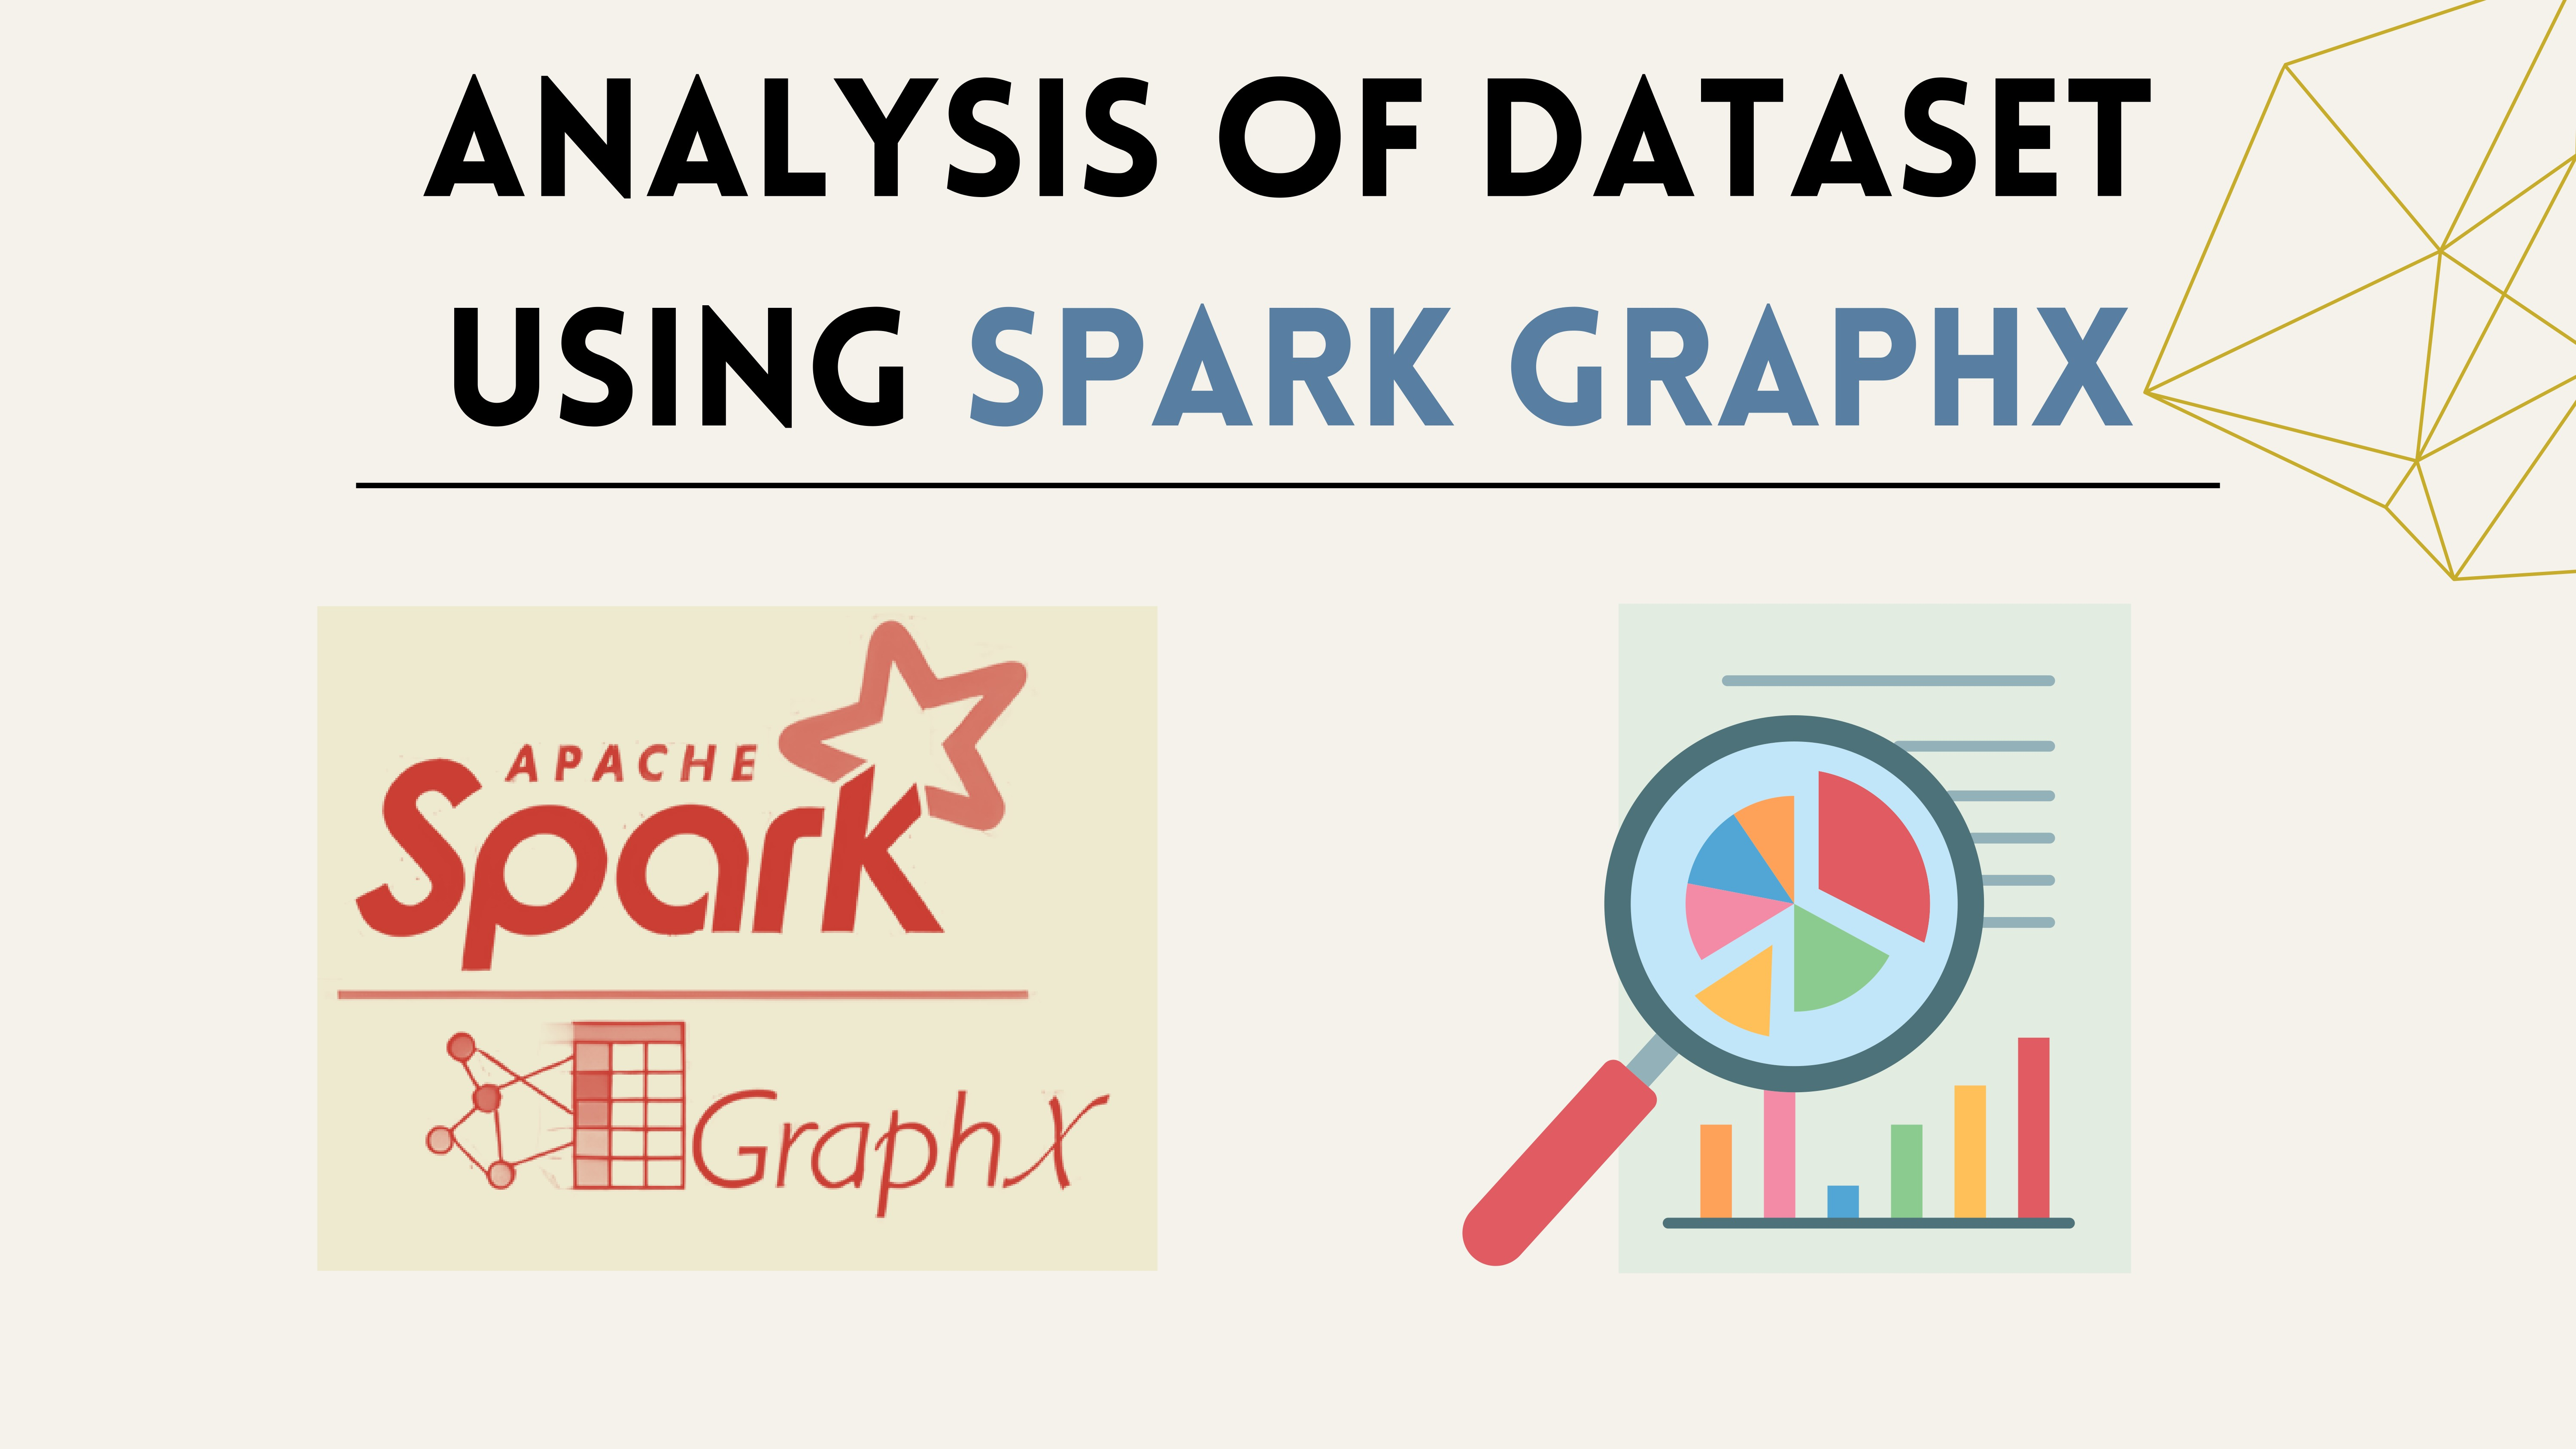 ANALYSIS OF DATASET
USING SPARK GRAPHX
APACHE
Spark
GraphX